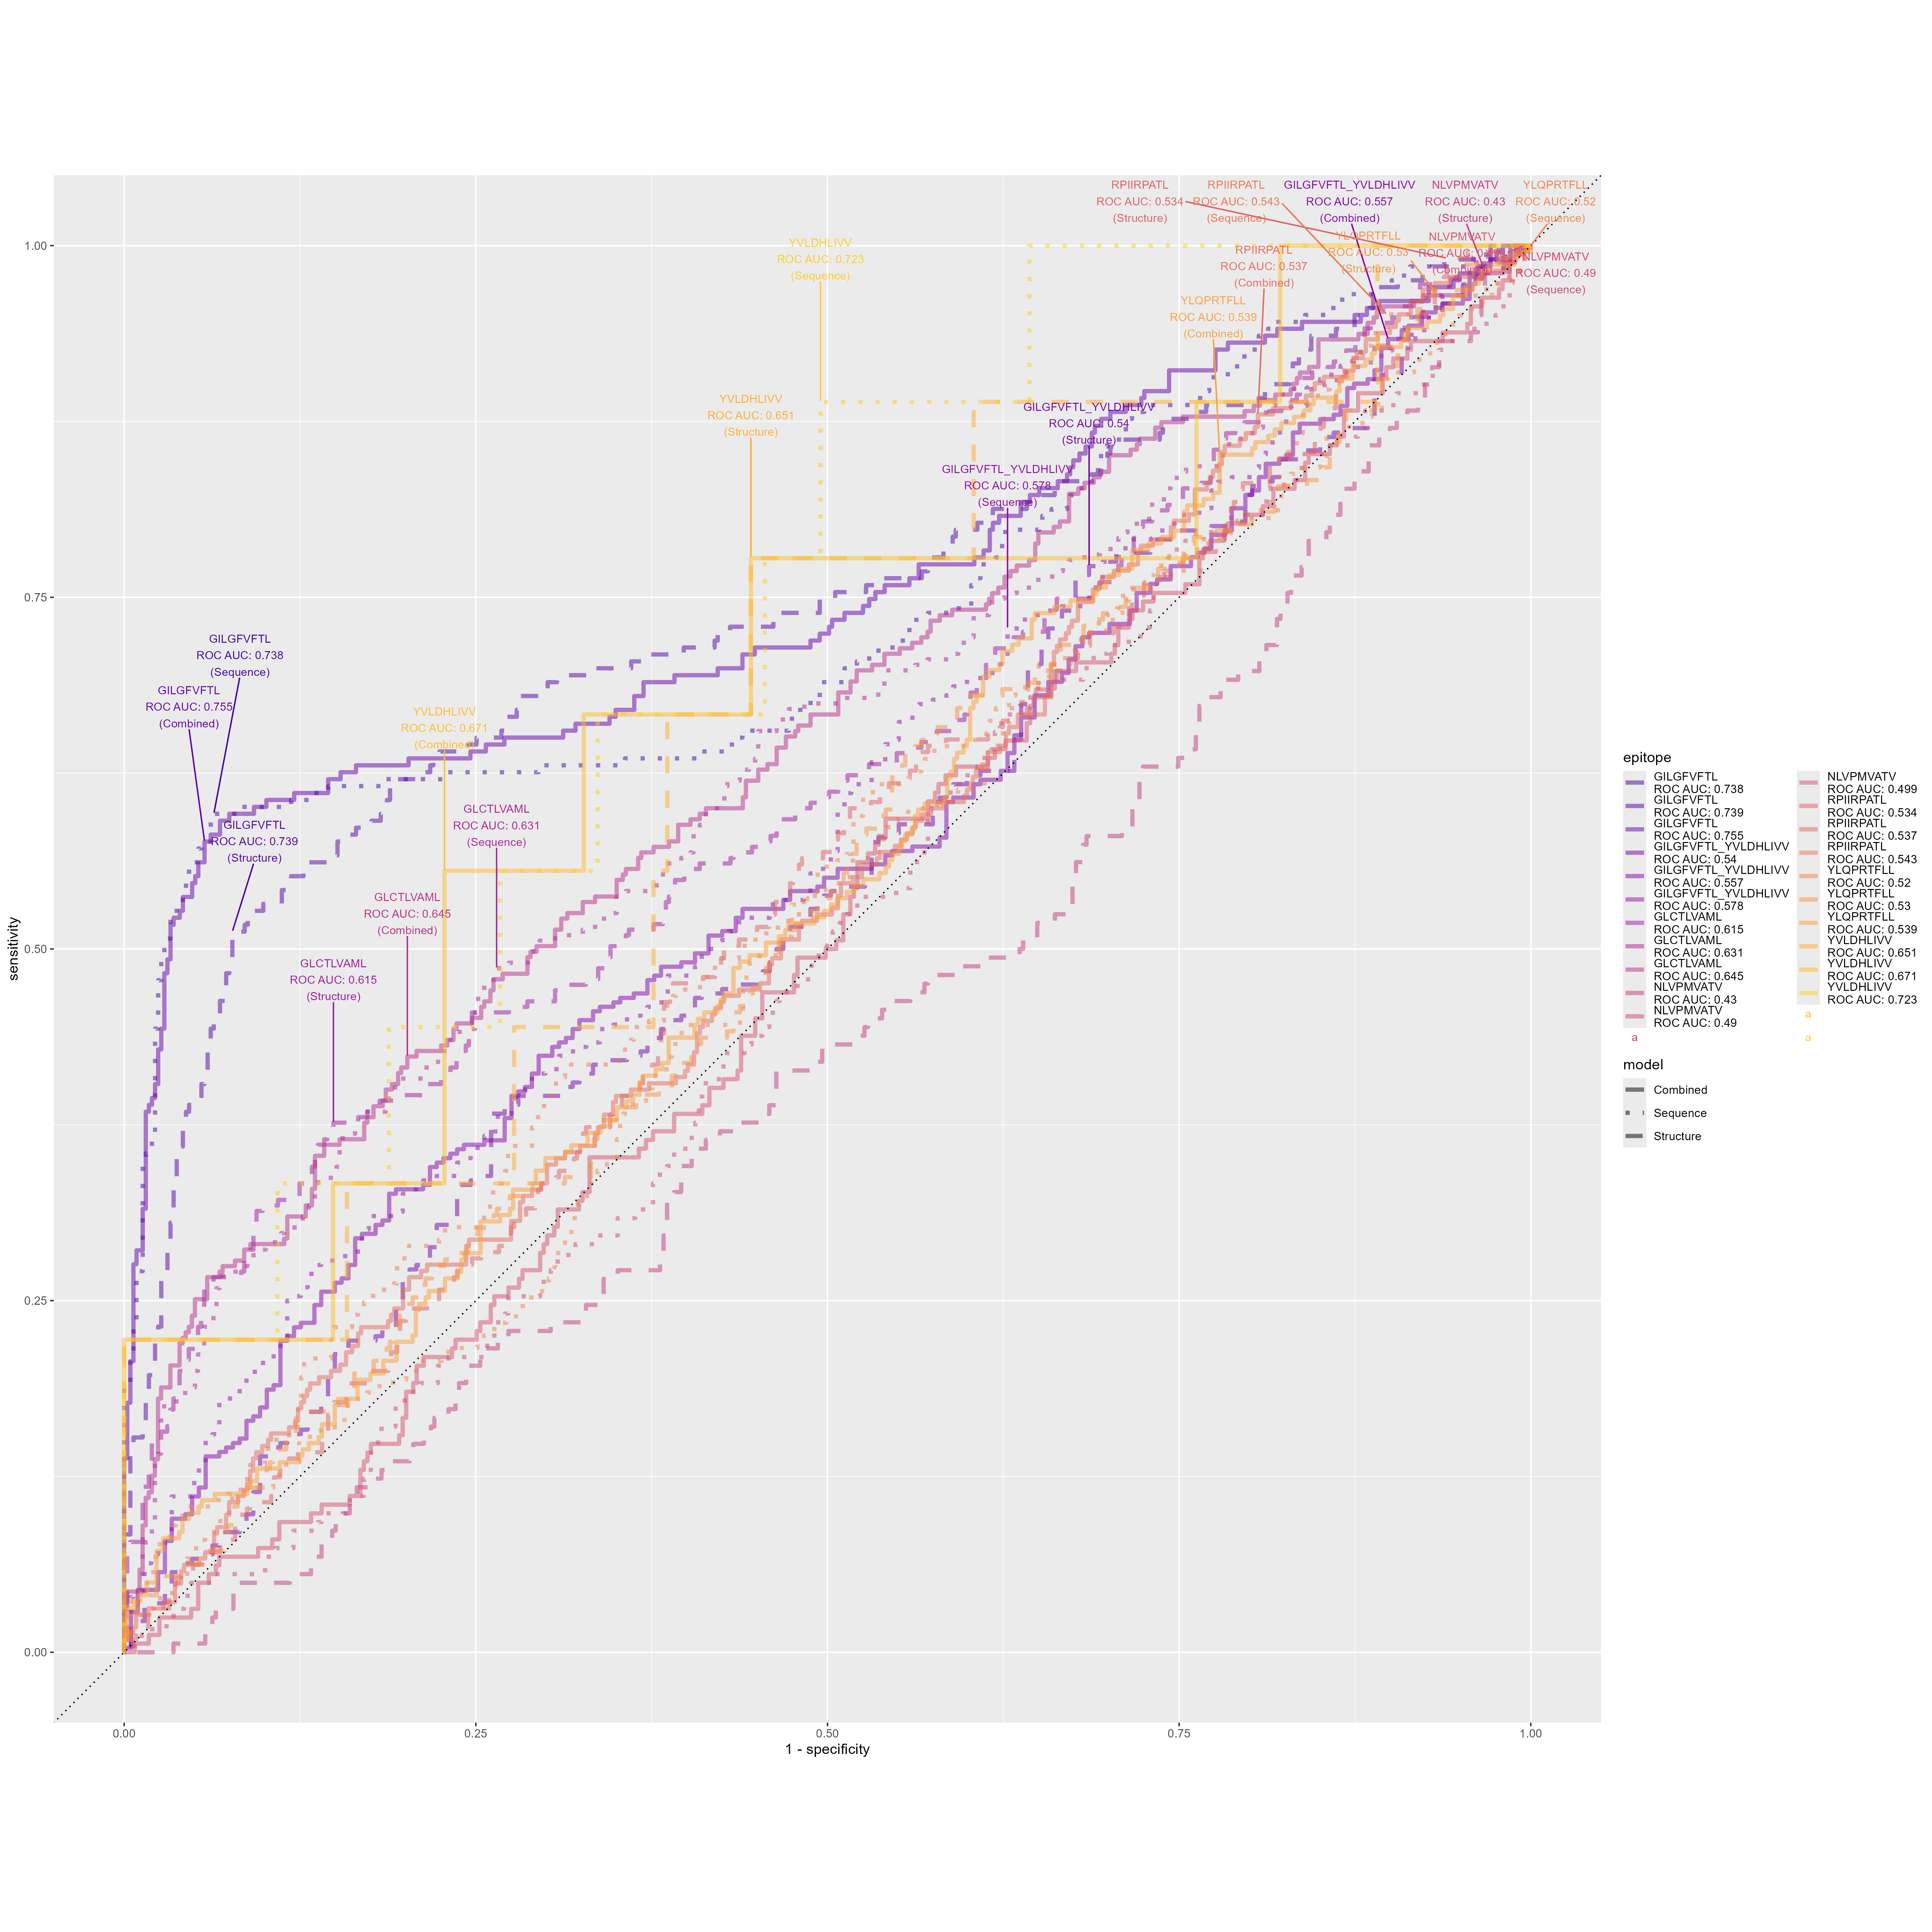 RPIIRPATL
ROC AUC: 0.534
(Structure)
RPIIRPATL
ROC AUC: 0.543
(Sequence)
GILGFVFTL_YVLDHLIVV
ROC AUC: 0.557
(Combined)
NLVPMVATV
ROC AUC: 0.43
(Structure)
YLQPRTFLL
ROC AUC: 0.52
(Sequence)
YVLDHLIVV
ROC AUC: 0.723
(Sequence)
RPIIRPATL
ROC AUC: 0.537
(Combined)
YLQPRTFLL
ROC AUC: 0.53
(Structure)
NLVPMVATV
ROC AUC:
(Combined)
NLVPMVATV
ROC AUC: 0.49
(Sequence)
YLQPRTFLL
ROC AUC: 0.539
(Combined)
YVLDHLIVV
ROC AUC: 0.651
(Structure)
GILGFVFTL_YVLDHLIVV
ROC AUC: 0.54
(Structure)
GILGFVFTL_YVLDHLIVV
ROC AUC: 0.578
(Sequence)
GILGFVFTL
ROC AUC: 0.738
(Sequence)
GILGFVFTL
ROC AUC: 0.755
(Combined)
YVLDHLIVV
ROC AUC: 0.671
(Combined)
GLCTLVAML
ROC AUC: 0.631
(Sequence)
GILGFVFTL
ROC AUC: 0.739
(Structure)
GLCTLVAML
ROC AUC: 0.645
(Combined)
GLCTLVAML
ROC AUC: 0.615
(Structure)
1.00
0.75
0.50
0.25
0.00
sensitivity
0.00
0.25
0.50
0.75
1.00
1 - specificity
epitope
GILGFVFTL
ROC AUC: 0.738
GILGFVFTL
ROC AUC: 0.739
GILGFVFTL
ROC AUC: 0.755
GILGFVFTL_YVLDHLIVV
ROC AUC: 0.54
GILGFVFTL_YVLDHLIVV
ROC AUC: 0.557
GILGFVFTL_YVLDHLIVV
ROC AUC: 0.578
GLCTLVAML
ROC AUC: 0.615
GLCTLVAML
ROC AUC: 0.631
GLCTLVAML
ROC AUC: 0.645
NLVPMVATV
ROC AUC: 0.43
NLVPMVATV
ROC AUC: 0.49
a
NLVPMVATV
ROC AUC: 0.499
RPIIRPATL
ROC AUC: 0.534
RPIIRPATL
ROC AUC: 0.537
RPIIRPATL
ROC AUC: 0.543
YLQPRTFLL
ROC AUC: 0.52
YLQPRTFLL
ROC AUC: 0.53
YLQPRTFLL
ROC AUC: 0.539
YVLDHLIVV
ROC AUC: 0.651
YVLDHLIVV
ROC AUC: 0.671
YVLDHLIVV
ROC AUC: 0.723
a
a
model
Combined
Sequence
Structure